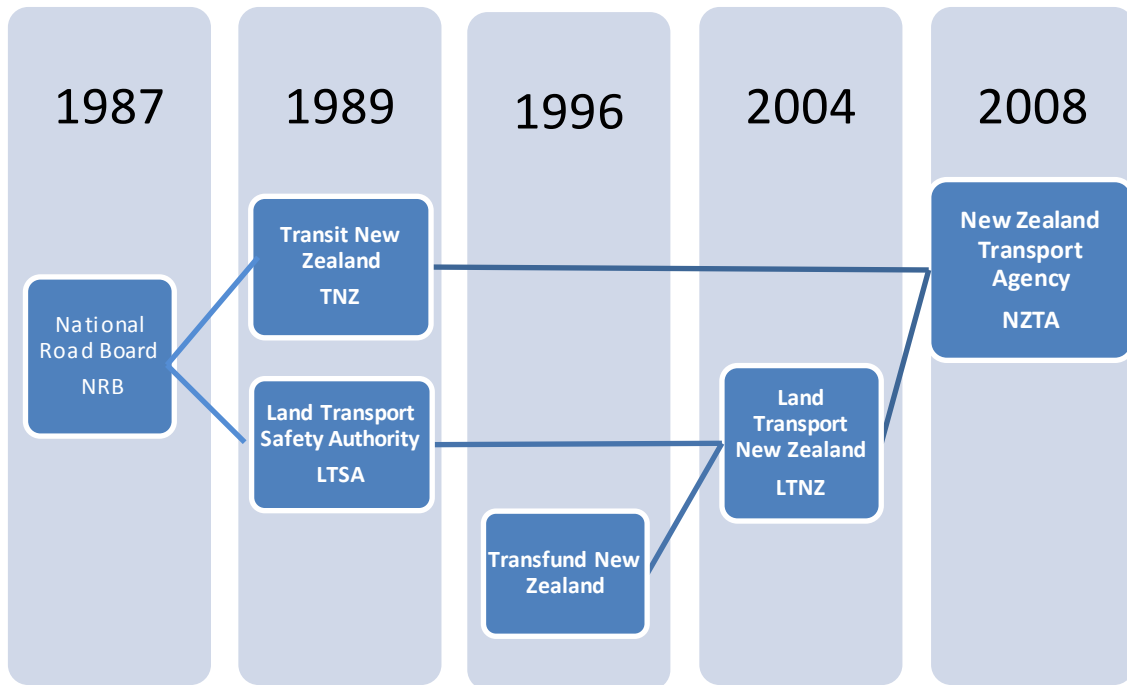 1987
1989
1996
2004
2008
National
Road Board
NRB
Transit New
Zealand
TNZ
Land Transport
Safety Authority
LTSA
Transfund New
Zealand
Land
Transport
New Zealand
LTNZ
New Zealand
Transport
Agency
NZTA